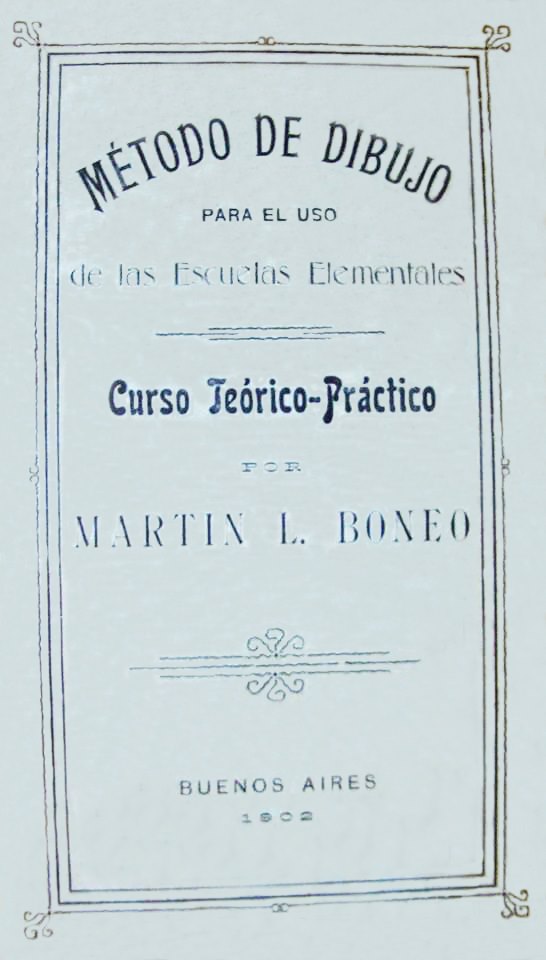 MÉTODO DE DIBUJO
PARA EL USO
de las Escuelas Elementales
Curso Teórico-Práctico
POR
MARTIN L. BONEO
BUENOS AIRES
1902